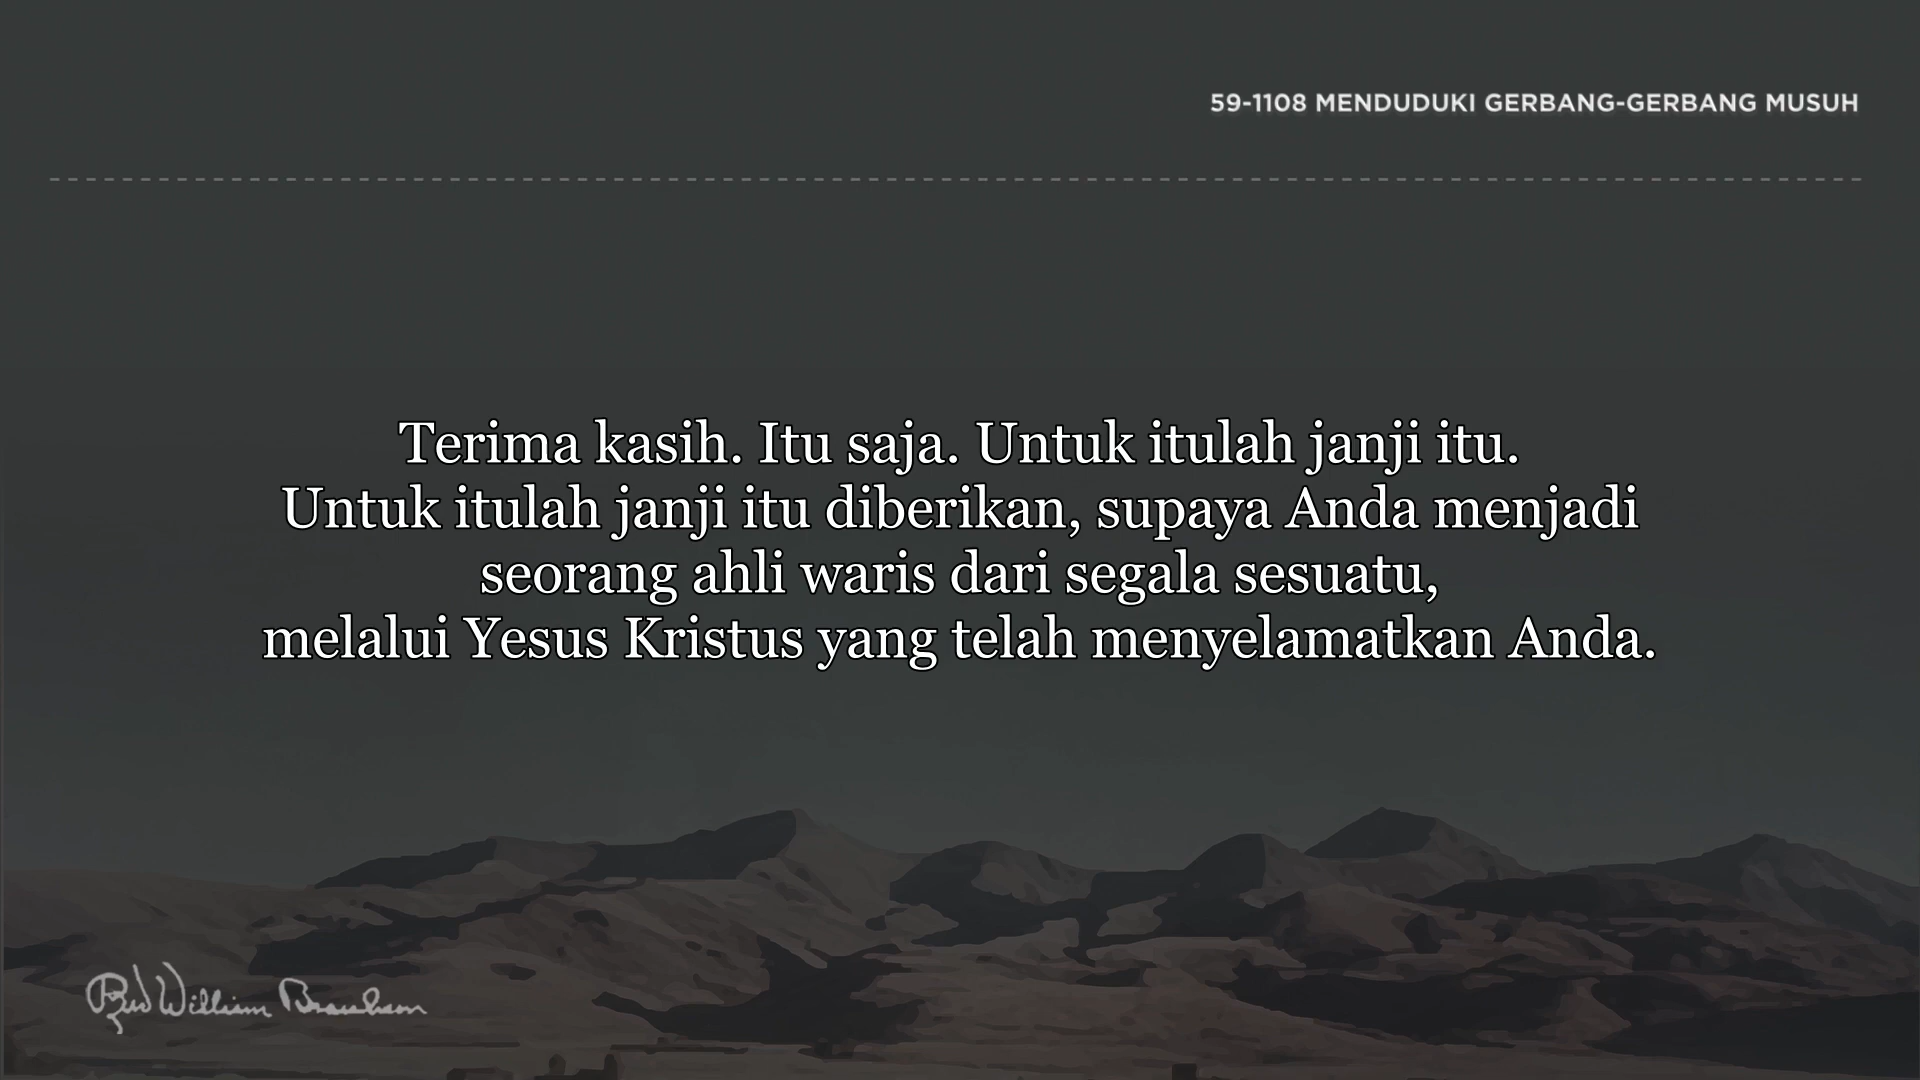 59-1108 MENDUDUKI GERBANG-GERBANG MUSUH
Terima kasih. Itu saja. Untuk itulah janji itu.
Untuk itulah janji itu diberikan, supaya Anda menjadi
seorang ahli waris dari segala sesuatu,
melalui Yesus Kristus yang telah menyelamatkan Anda.
Rev William Branham